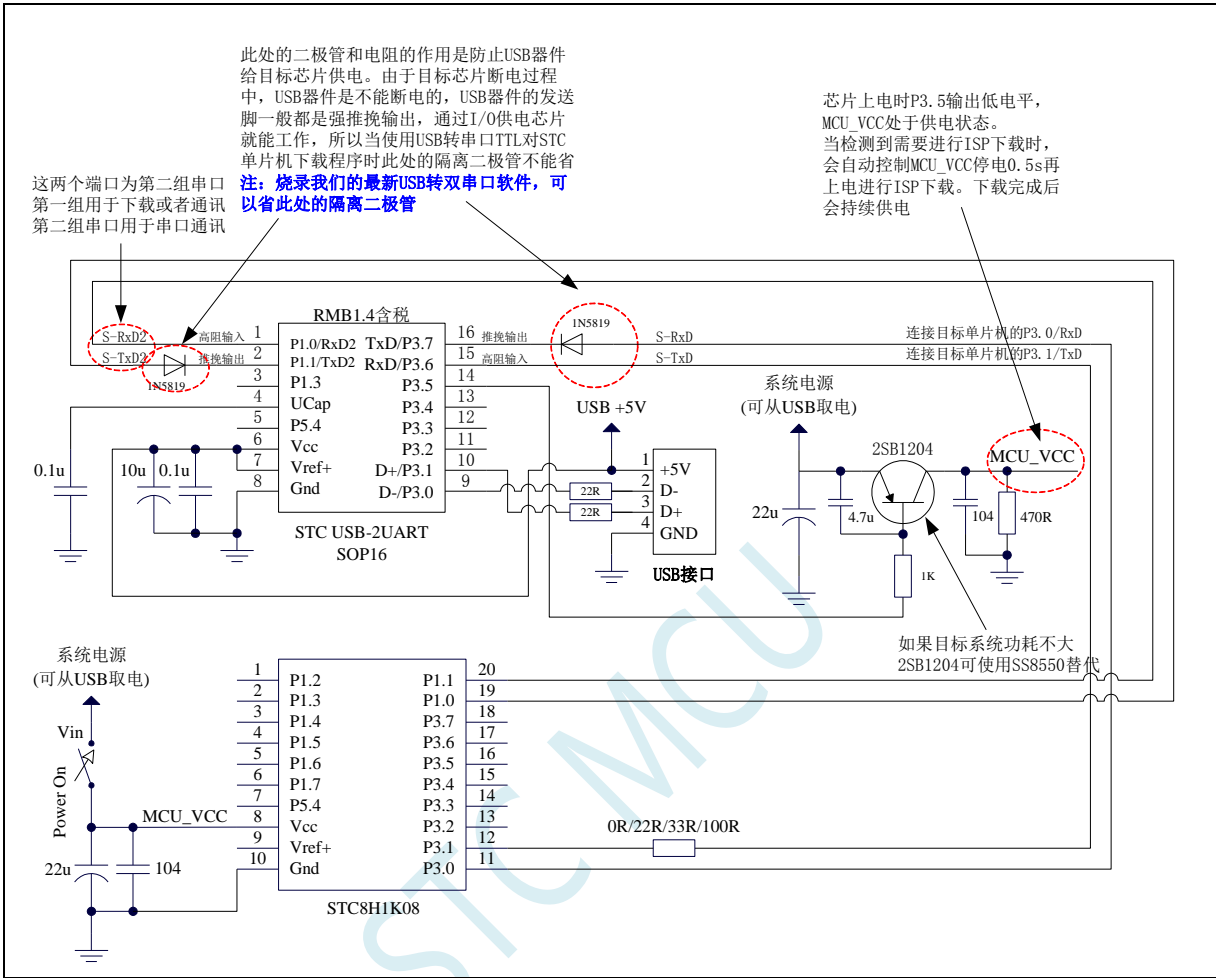 此处的二极管和电阻的作用是防止USB器件
给目标芯片供电。由于目标芯片断电过程
中，USB器件是不能断电的，USB器件的发送
脚一般都是强推挽输出，通过I/O供电芯片
就能工作，所以当使用USB转串口TTL对STC
单片机下载程序时此处的隔离二极管不能省
注：烧录我们的最新USB转双串口软件，可
以省此处的隔离二极管
芯片上电时P3.5输出低电平，
MCU_VCC处于供电状态。
当检测到需要进行ISP下载时，
会自动控制MCU_VCC停电0.5s再
上电进行ISP下载。下载完成后
会持续供电
这两个端口为第二组串口
第一组用于下载或者通讯
第二组串口用于串口通讯
RMB1.4含税
S-RxD2
高阻输入
1
P1.0/RxD2
TxD/P3.7
16
推挽输出
1N5819
S-RxD
连接目标单片机的P3.0/RxD
S-TxD2
推挽输出
2
P1.1/TxD2
RxD/P3.6
15
高阻输入
S-TxD
连接目标单片机的P3.1/TxD
1N5819
3
P1.3
P3.5
14
4
UCap
P3.4
13
5
P5.4
P3.3
12
6
Vcc
P3.2
11
7
Vref+
D+/P3.1
10
8
Gnd
D-/P3.0
9
0.1u
10u
0.1u
STC USB-2UART
SOP16
USB +5V
1
+5V
2
D-
3
D+
4
GND
22R
22R
USB接口
系统电源
(可从USB取电)
2SB1204
MCU_VCC
22u
4.7u
104
470R
1K
如果目标系统功耗不大
2SB1204可使用SS8550替代
系统电源
(可从USB取电)
Vin
Power On
MCU_VCC
22u
104
1
P1.2
P1.1
20
2
P1.3
P1.0
19
3
P1.4
P3.7
18
4
P1.5
P3.6
17
5
P1.6
P3.5
16
6
P1.7
P3.4
15
7
P5.4
P3.3
14
8
Vcc
P3.2
13
9
Vref+
P3.1
12
10
Gnd
P3.0
11
0R/22R/33R/100R
STC8H1K08
STC MCU